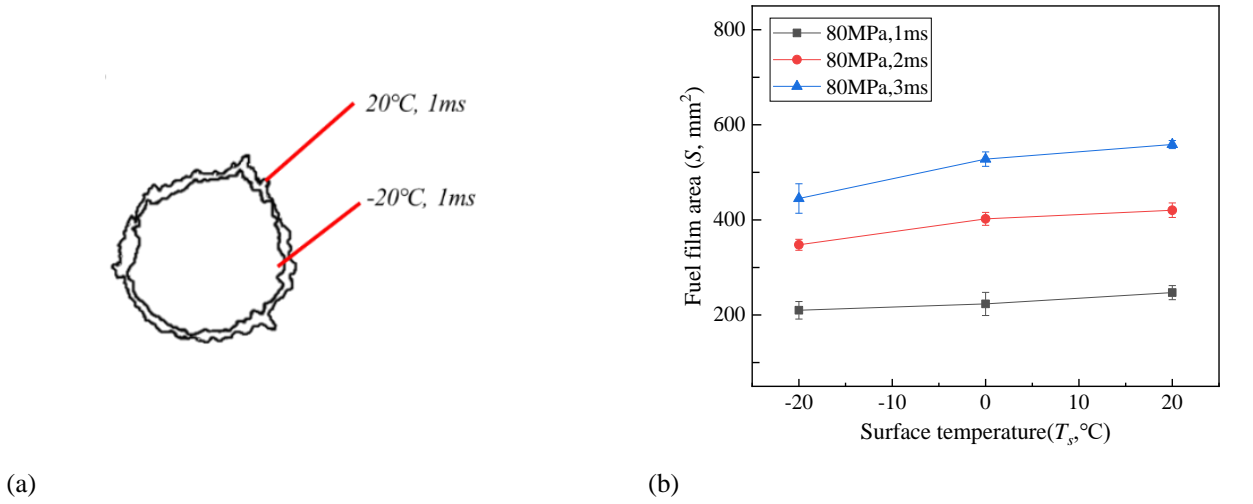 20°C, 1ms
-20°C, 1ms
(a)
80MPa,1ms
80MPa,2ms
80MPa,3ms
800
600
400
200
Fuel film area (S, mm²)
-20 -10 0 10 20
Surface temperature(Tₛ,°C)
(b)